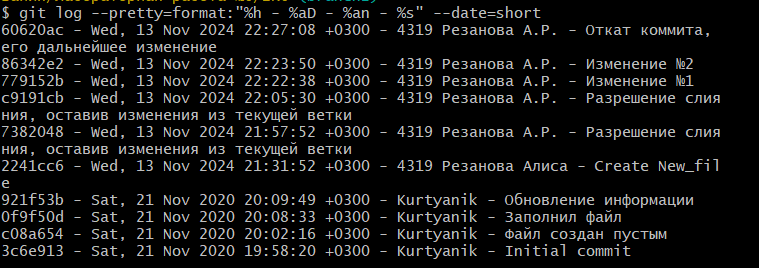 $ git log --pretty=format:"%h - %aD - %an - %s" --date=short
60620ac - Wed, 13 Nov 2024 22:27:08 +0300 - 4319 Резанова А.Р. - Откат коммита,
его дальнейшее изменение
86342e2 - Wed, 13 Nov 2024 22:23:50 +0300 - 4319 Резанова А.Р. - Изменение №2
779152b - Wed, 13 Nov 2024 22:22:38 +0300 - 4319 Резанова А.Р. - Изменение №1
c9191cb - Wed, 13 Nov 2024 22:05:30 +0300 - 4319 Резанова А.Р. - Разрешение слия
ния, оставив изменения из текущей ветки
7382048 - Wed, 13 Nov 2024 21:57:52 +0300 - 4319 Резанова А.Р. - Разрешение слия
ния, оставив изменения из текущей ветки
2241cc6 - Wed, 13 Nov 2024 21:31:52 +0300 - 4319 Резанова Алиса - Create New_fil
e
921f53b - Sat, 21 Nov 2020 20:09:49 +0300 - Kurtyanik - Обновление информации
0f9f50d - Sat, 21 Nov 2020 20:08:33 +0300 - Kurtyanik - Заполнил файл
c08a654 - Sat, 21 Nov 2020 20:02:16 +0300 - Kurtyanik - Файл создан пустым
3c6e913 - Sat, 21 Nov 2020 19:58:20 +0300 - Kurtyanik - Initial commit